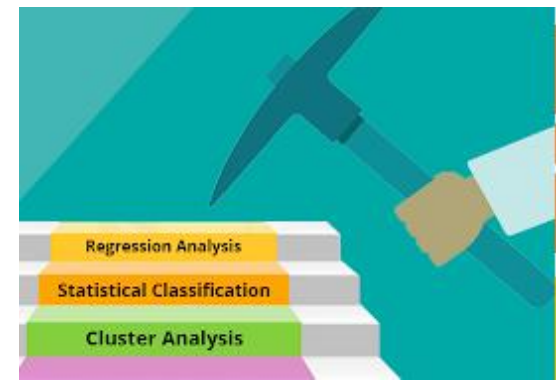 Regression Analysis
Statistical Classification
Cluster Analysis